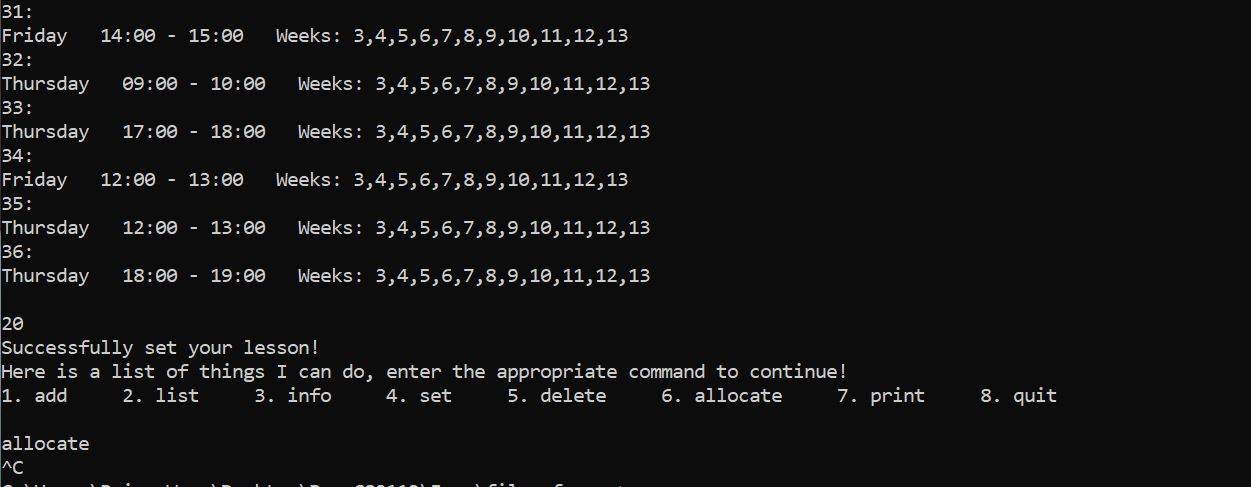 31:
Friday   14:00 - 15:00   Weeks: 3,4,5,6,7,8,9,10,11,12,13
32:
Thursday   09:00 - 10:00   Weeks: 3,4,5,6,7,8,9,10,11,12,13
33:
Thursday   17:00 - 18:00   Weeks: 3,4,5,6,7,8,9,10,11,12,13
34:
Friday   12:00 - 13:00   Weeks: 3,4,5,6,7,8,9,10,11,12,13
35:
Thursday   12:00 - 13:00   Weeks: 3,4,5,6,7,8,9,10,11,12,13
36:
Thursday   18:00 - 19:00   Weeks: 3,4,5,6,7,8,9,10,11,12,13
20
Successfully set your lesson!
Here is a list of things I can do, enter the appropriate command to continue!
1. add     2. list     3. info     4. set     5. delete     6. allocate     7. print     8. quit
allocate
^C